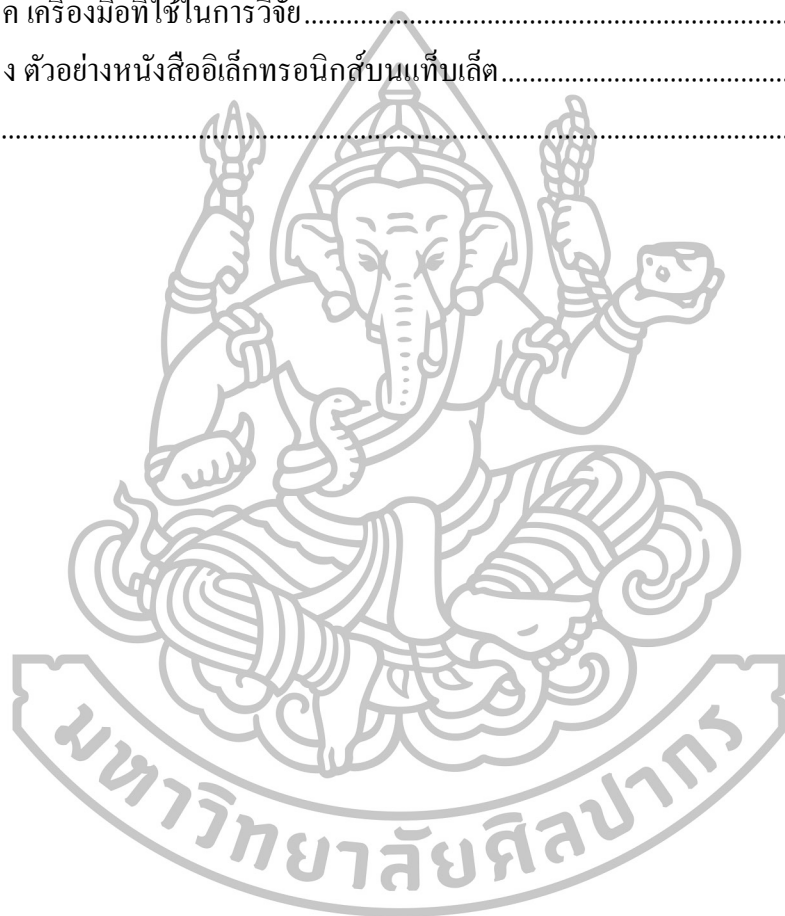 ค เครื่องมือที่ใช้ในการวิจัย
ง ตัวอย่างหนังสืออิเล็กทรอนิกส์บนแท็บเล็ต
มหาวิทยาลัยศิลปากร